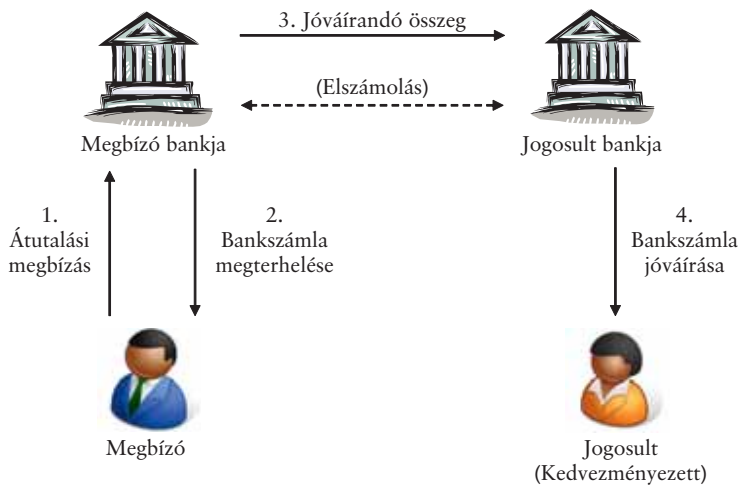 3. Jóváírandó összeg
(Elszámolás)
Megbízó bankja
Jogosult bankja
1.
Átutalási
megbízás
2.
Bankszámla
megterhelése
4.
Bankszámla
jóváírása
Megbízó
Jogosult
(Kedvezményezett)